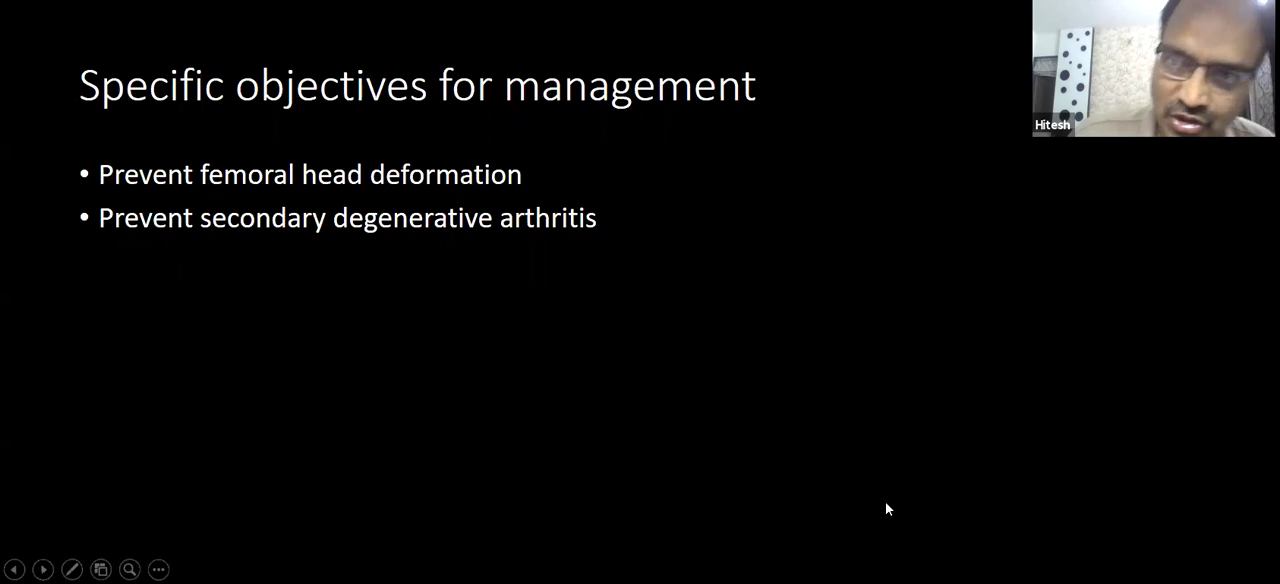 Specific objectives for management
Hitesh
• Prevent femoral head deformation
• Prevent secondary degenerative arthritis